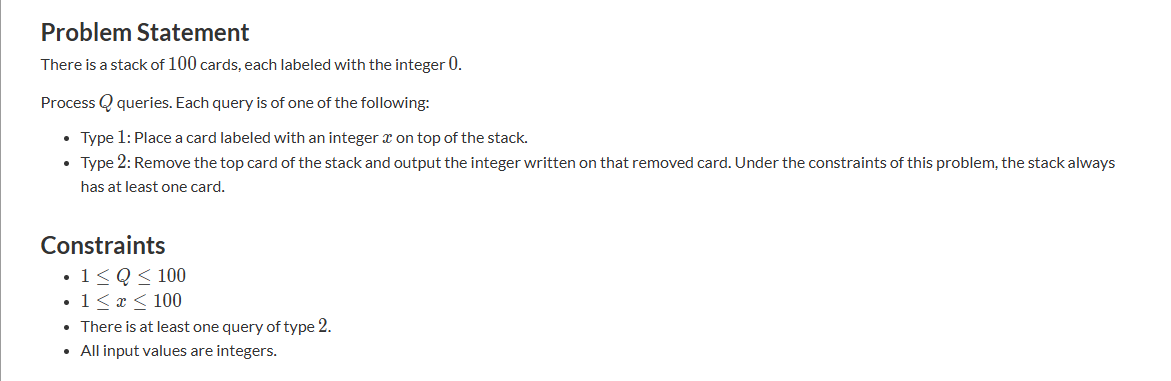 Problem Statement
There is a stack of 100 cards, each labeled with the integer 0.
Process Q queries. Each query is of one of the following:
• Type 1: Place a card labeled with an integer x on top of the stack.
• Type 2: Remove the top card of the stack and output the integer written on that removed card. Under the constraints of this problem, the stack always
has at least one card.
Constraints
• 1 ≤ Q ≤ 100
• 1 ≤ x ≤ 100
• There is at least one query of type 2.
• All input values are integers.